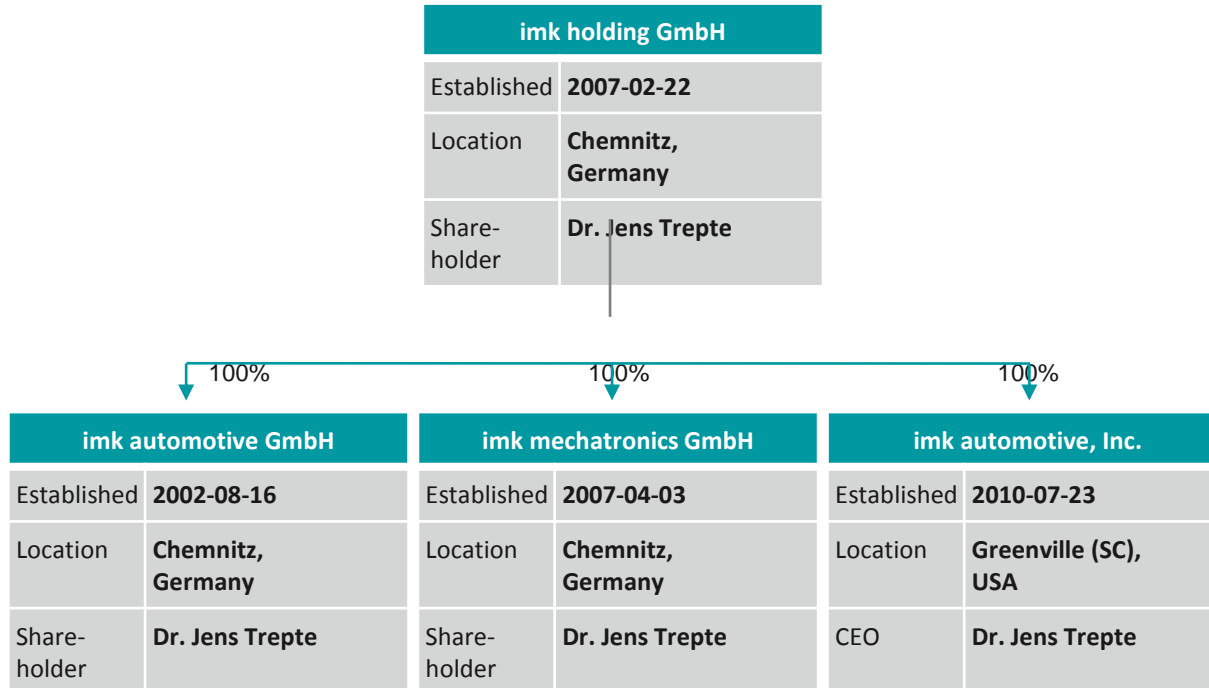 imk holding GmbH
Established 2007-02-22
Location Chemnitz,
Germany
Share- Dr. Jens Trepte
holder
100% 100% 100%
imk automotive GmbH
Established 2002-08-16
Location Chemnitz,
Germany
Share- Dr. Jens Trepte
holder
imk mechatronics GmbH
Established 2007-04-03
Location Chemnitz,
Germany
Share- Dr. Jens Trepte
holder
imk automotive, Inc.
Established 2010-07-23
Location Greenville (SC),
USA
CEO Dr. Jens Trepte